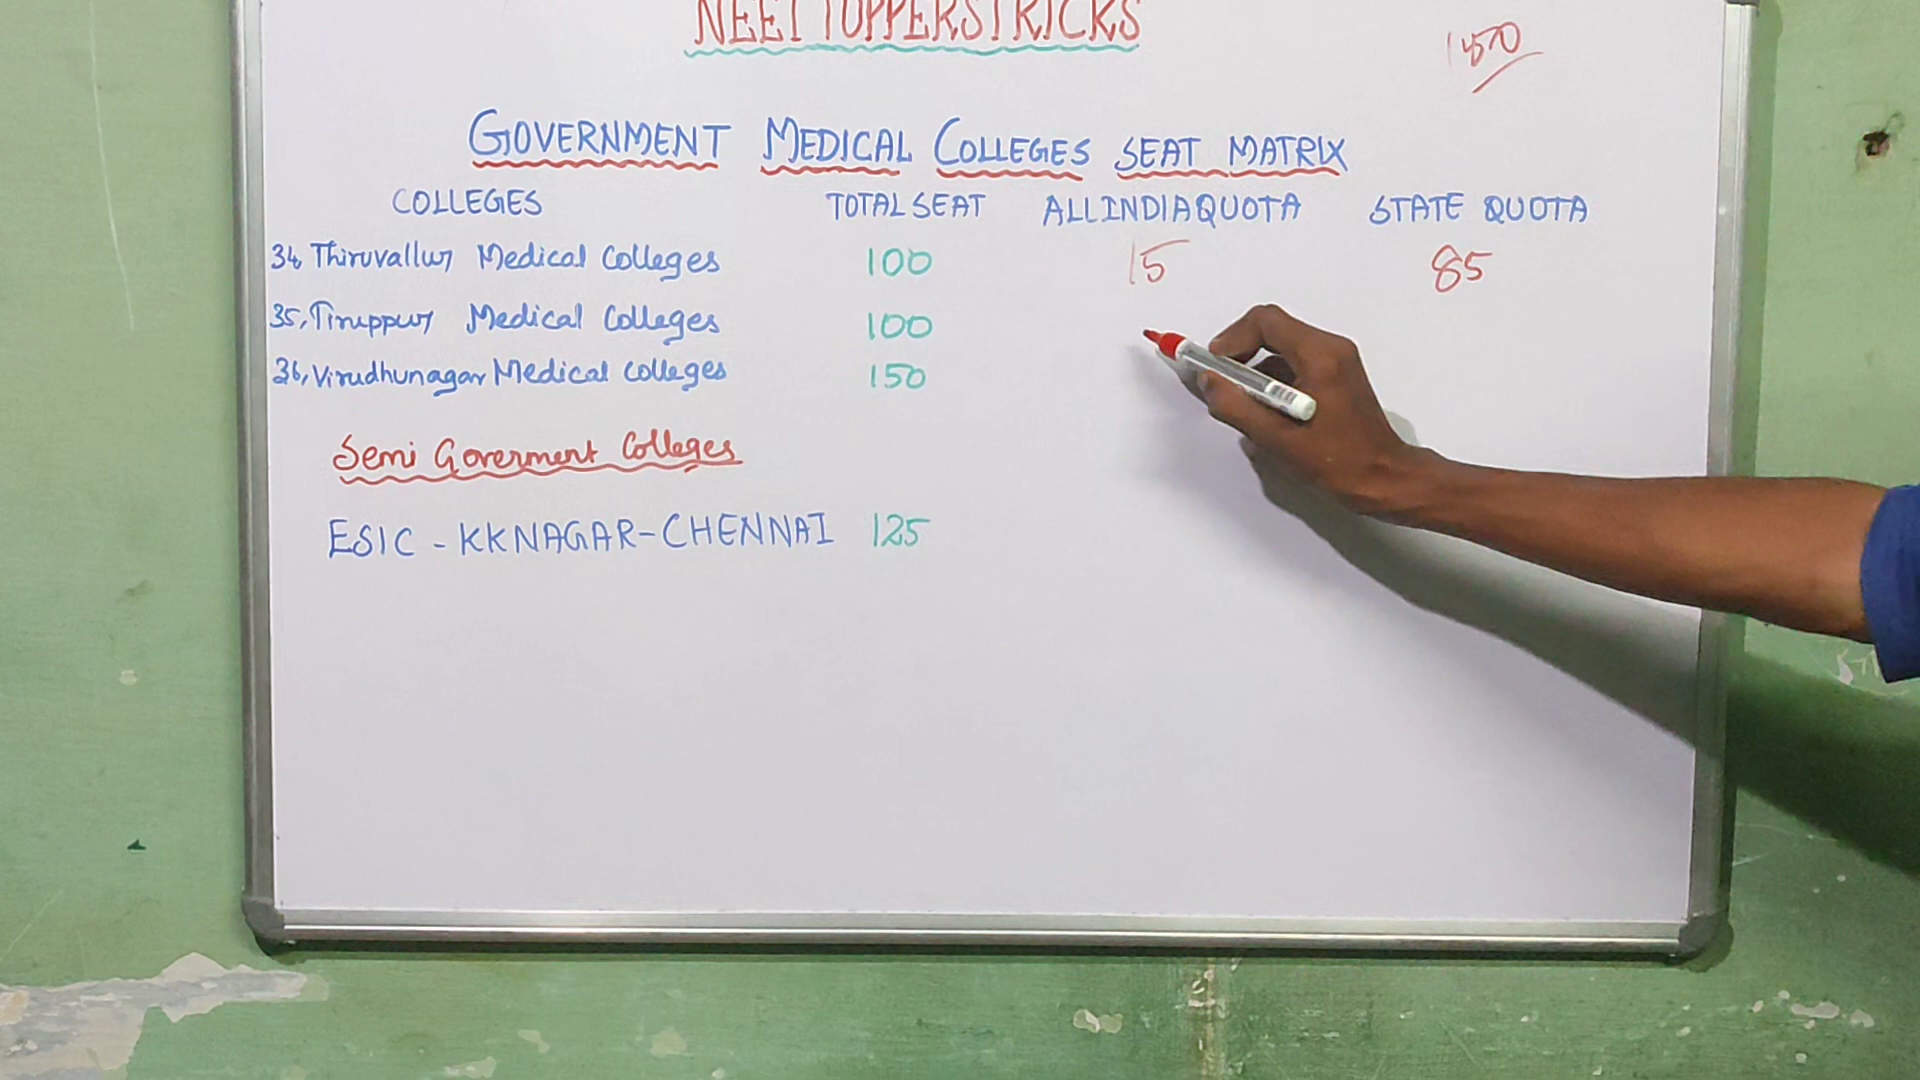 NEET TOPPERS TRICKS
GOVERNMENT MEDICAL COLLEGES SEAT MATRIX
COLLEGES TOTAL SEAT ALL INDIA QUOTA STATE QUOTA
34, Thiruvallur Medical Colleges 100 15 85
35, Tiruppur Medical Colleges 100
36, Virudhunagar Medical Colleges 150
Semi Goverment Colleges
ESIC - KKNAGAR - CHENNAI 125